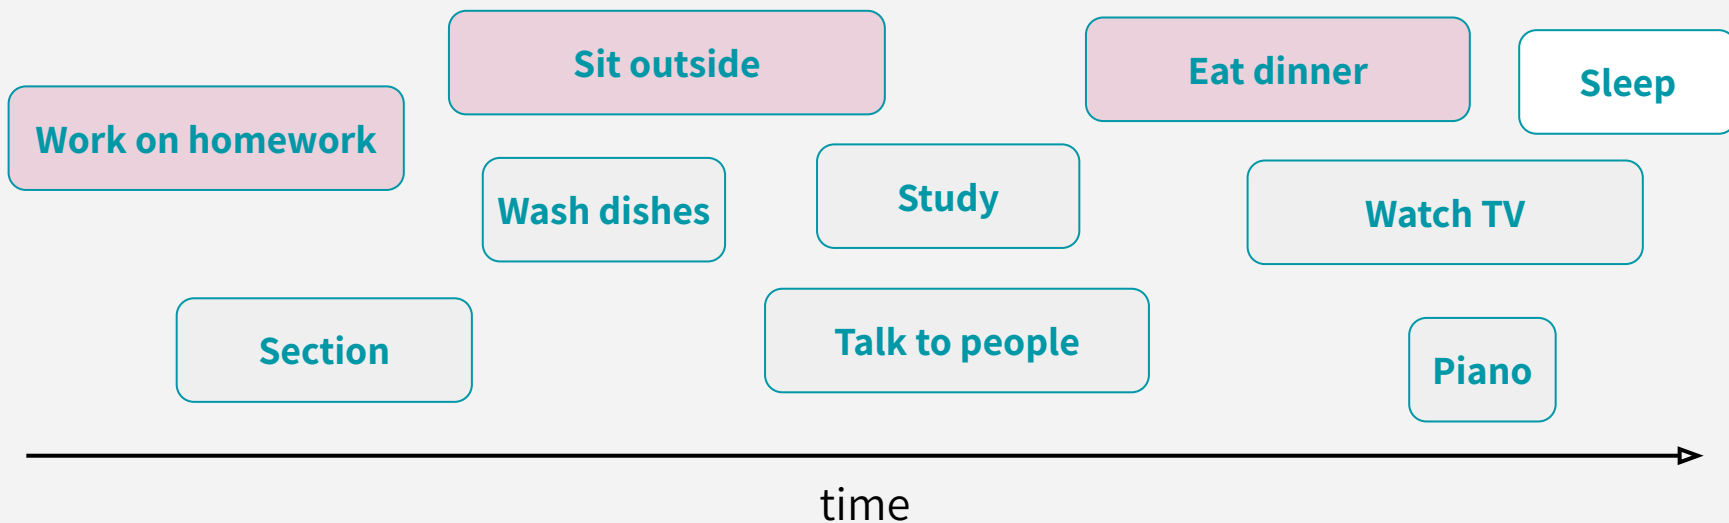 Sit outside
Eat dinner
Sleep
Work on homework
Wash dishes
Study
Watch TV
Section
Talk to people
Piano
time